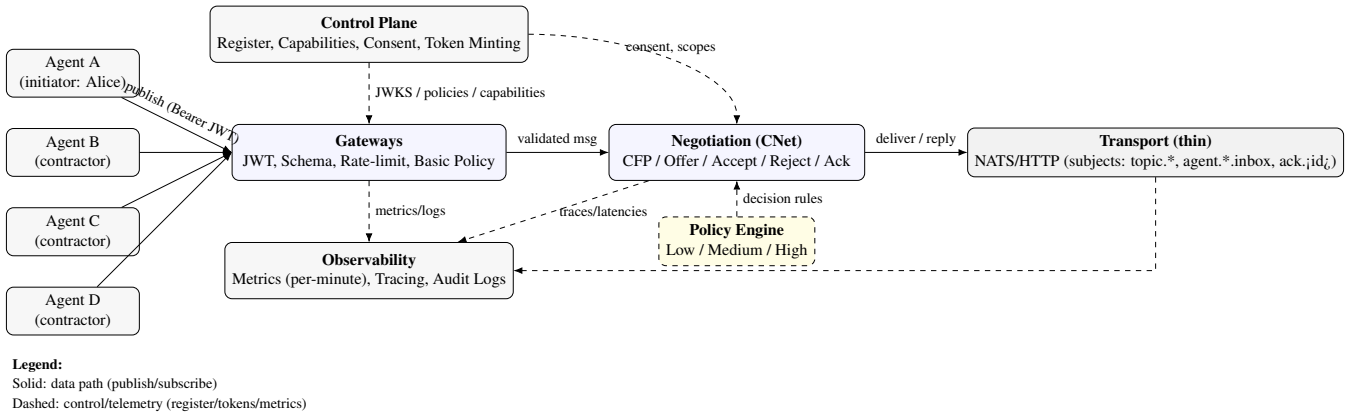 Control Plane
Register, Capabilities, Consent, Token Minting
Agent A
(initiator: Alice)
publish (Bearer JWT)
consent, scopes
JWKS / policies / capabilities
Agent B
(contractor)
Gateways
JWT, Schema, Rate-limit, Basic Policy
validated msg
Negotiation (CNet)
CFP / Offer / Accept / Reject / Ack
deliver / reply
Transport (thin)
NATS/HTTP (subjects: topic.*, agent.*.inbox, ack.¡id¿)
Agent C
(contractor)
metrics/logs
traces/latencies
decision rules
Policy Engine
Low / Medium / High
Observability
Metrics (per-minute), Tracing, Audit Logs
Agent D
(contractor)
Legend:
Solid: data path (publish/subscribe)
Dashed: control/telemetry (register/tokens/metrics)